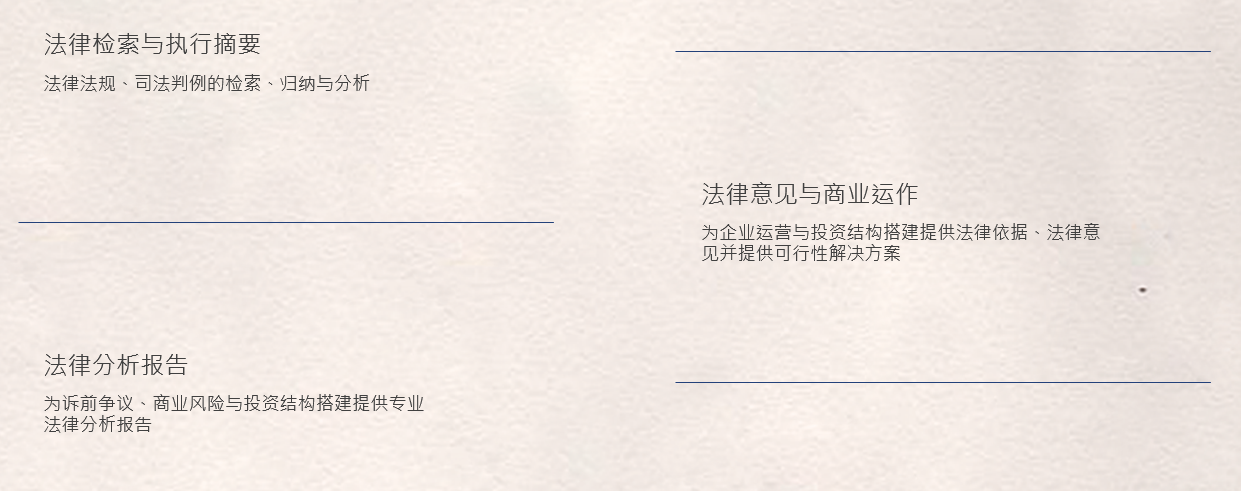 法律检索与执行摘要
法律法规、司法判例的检索、归纳与分析
法律意见与商业运作
为企业运营与投资结构搭建提供法律依据、法律意
见并提供可行性解决方案
法律分析报告
为诉前争议、商业风险与投资结构搭建提供专业
法律分析报告